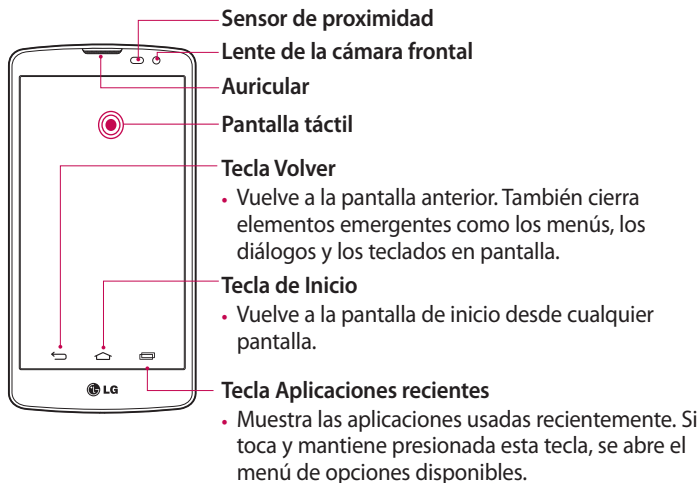 Sensor de proximidad
Lente de la cámara frontal
Auricular
Pantalla táctil
Tecla Volver
• Vuelve a la pantalla anterior. También cierra
elementos emergentes como los menús, los
diálogos y los teclados en pantalla.
Tecla de Inicio
• Vuelve a la pantalla de inicio desde cualquier
pantalla.
LG
Tecla Aplicaciones recientes
• Muestra las aplicaciones usadas recientemente. Si
toca y mantiene presionada esta tecla, se abre el
menú de opciones disponibles.